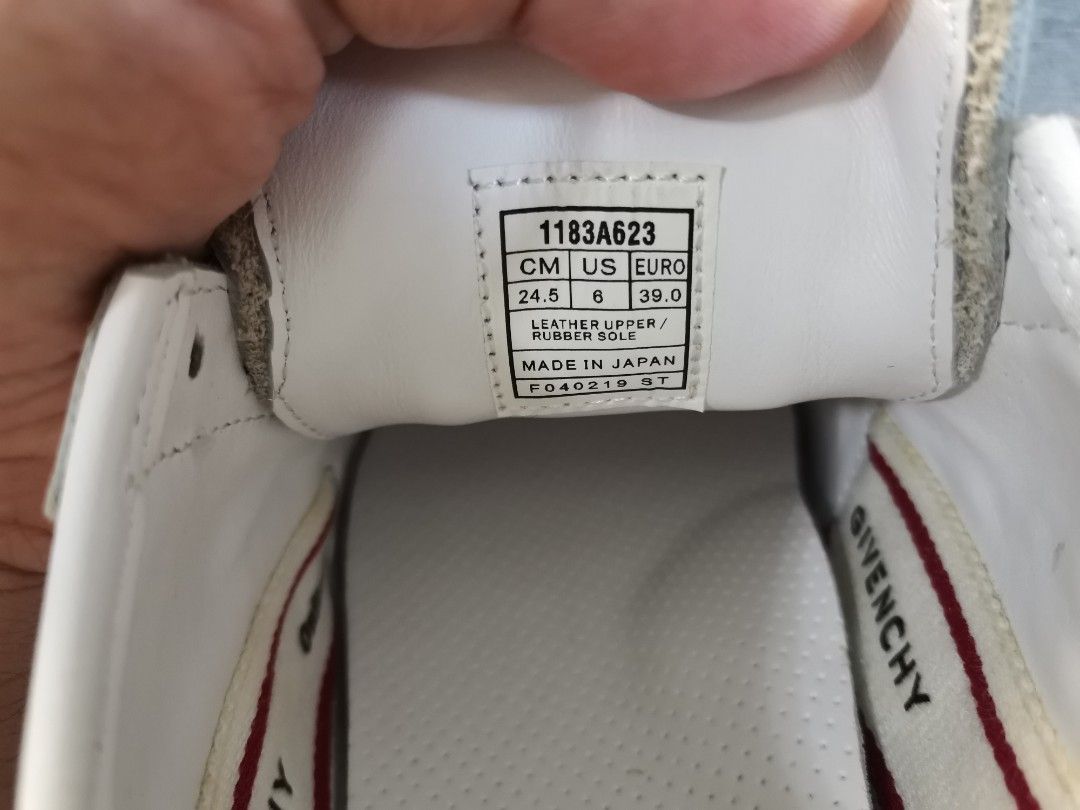 1183A623
CM US EURO
24.5 6 39.0
LEATHER UPPER /
RUBBER SOLE
MADE IN JAPAN
F040219 ST
GIVENCHY